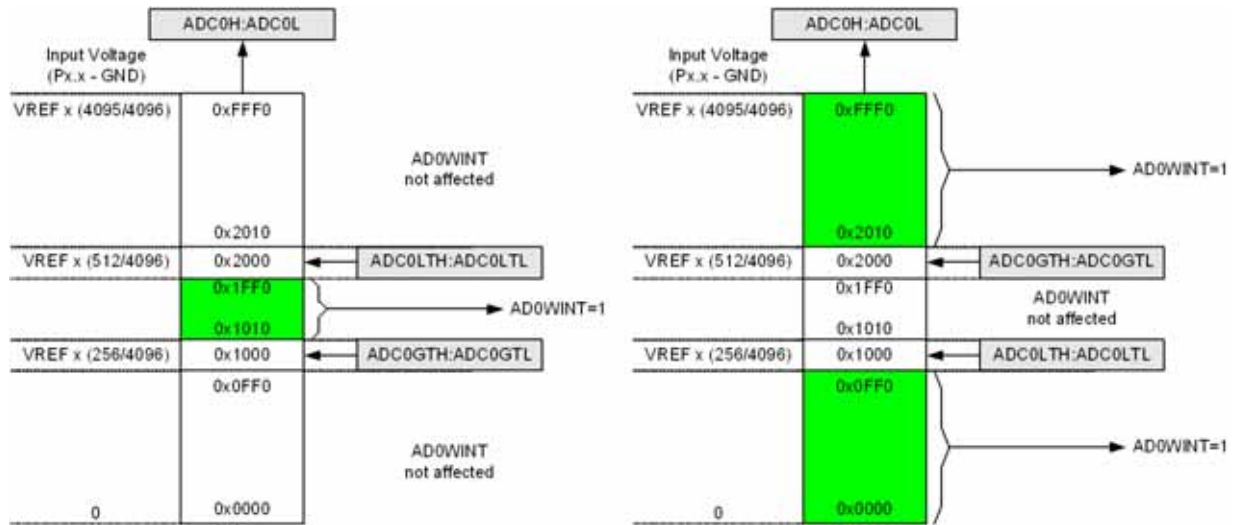 ADC0H:ADC0L
Input Voltage
(Px.x - GND)
VREF x (4095/4096)
0xFFF0
AD0WINT
not affected
0x2010
VREF x (512/4096)
0x2000
ADC0LTH:ADC0LTL
0x1FF0
AD0WINT=1
0x1010
VREF x (256/4096)
0x1000
ADC0GTH:ADC0GTL
0x0FF0
AD0WINT
not affected
0
0x0000
ADC0H:ADC0L
Input Voltage
(Px.x - GND)
VREF x (4095/4096)
0xFFF0
AD0WINT=1
0x2010
VREF x (512/4096)
0x2000
ADC0GTH:ADC0GTL
0x1FF0
AD0WINT
not affected
0x1010
VREF x (256/4096)
0x1000
ADC0LTH:ADC0LTL
0x0FF0
AD0WINT=1
0
0x0000